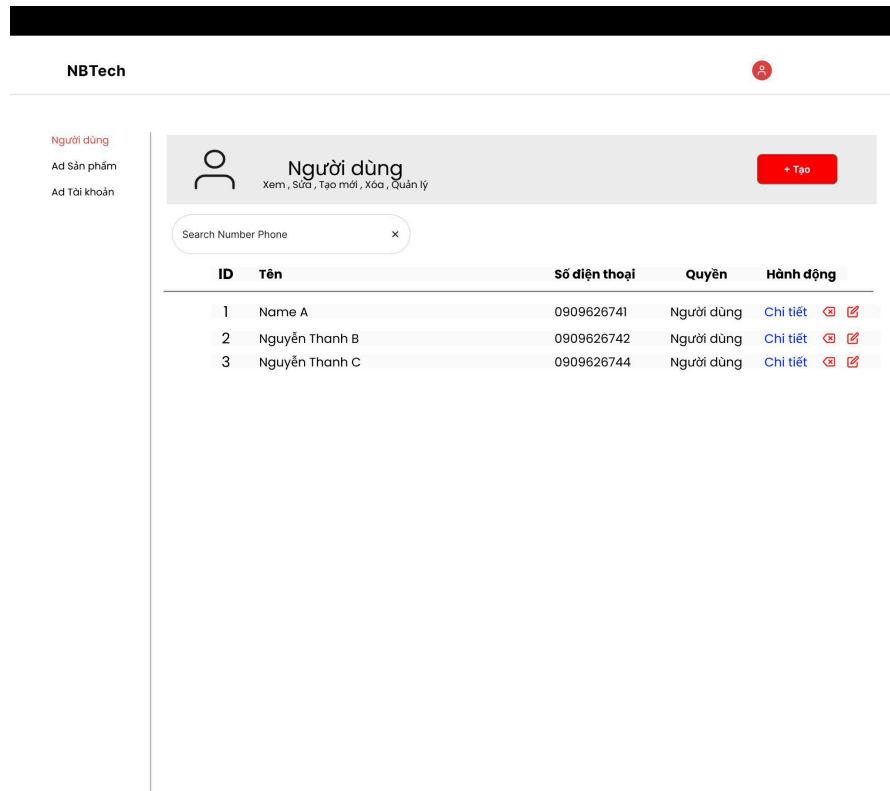 NBTech
Người dùng
Ad Sản phẩm
Ad Tài khoản
Người dùng
Xem , Sửa , Tạo mới , Xóa , Quản lý
+ Tạo
Search Number Phone
ID Tên Số điện thoại Quyền Hành động
1 Name A 0909626741 Người dùng Chi tiết
2 Nguyễn Thanh B 0909626742 Người dùng Chi tiết
3 Nguyễn Thanh C 0909626744 Người dùng Chi tiết